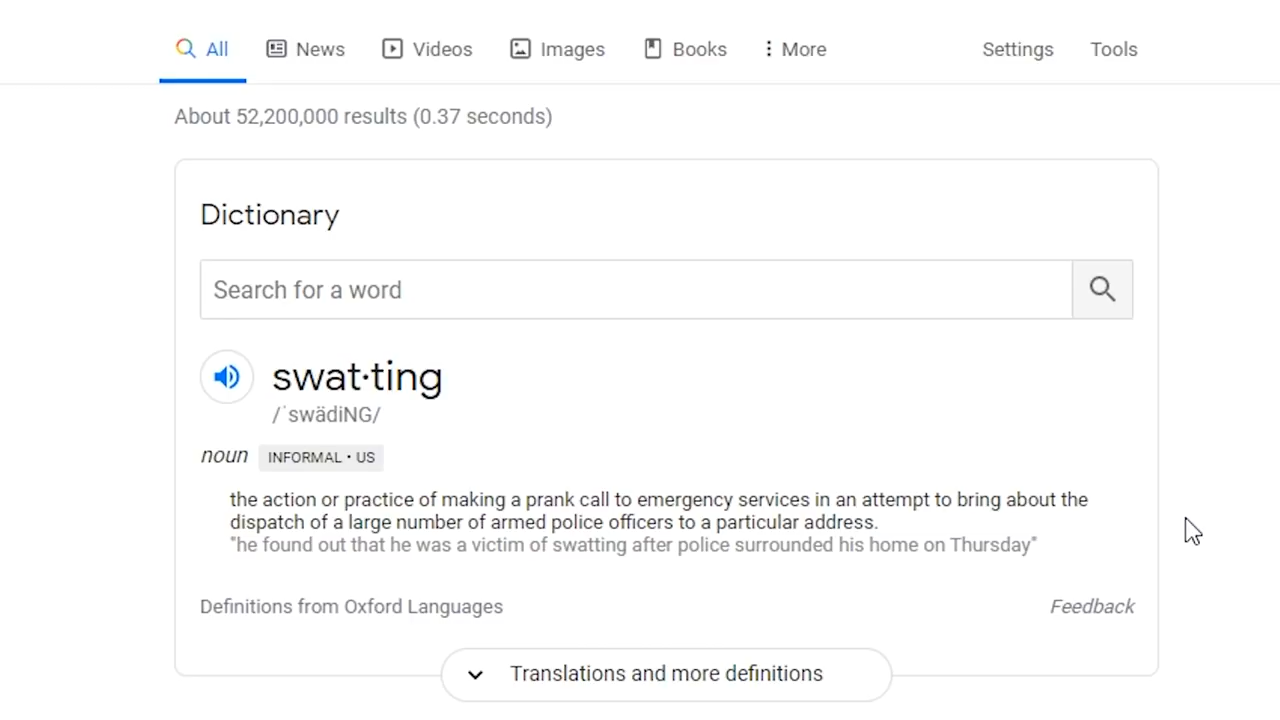 All News Videos Images Books More Settings Tools
About 52,200,000 results (0.37 seconds)
Dictionary
Search for a word
swat·ting
/ˈswädiNG/
noun INFORMAL • US
the action or practice of making a prank call to emergency services in an attempt to bring about the
dispatch of a large number of armed police officers to a particular address.
"he found out that he was a victim of swatting after police surrounded his home on Thursday"
Definitions from Oxford Languages Feedback
Translations and more definitions